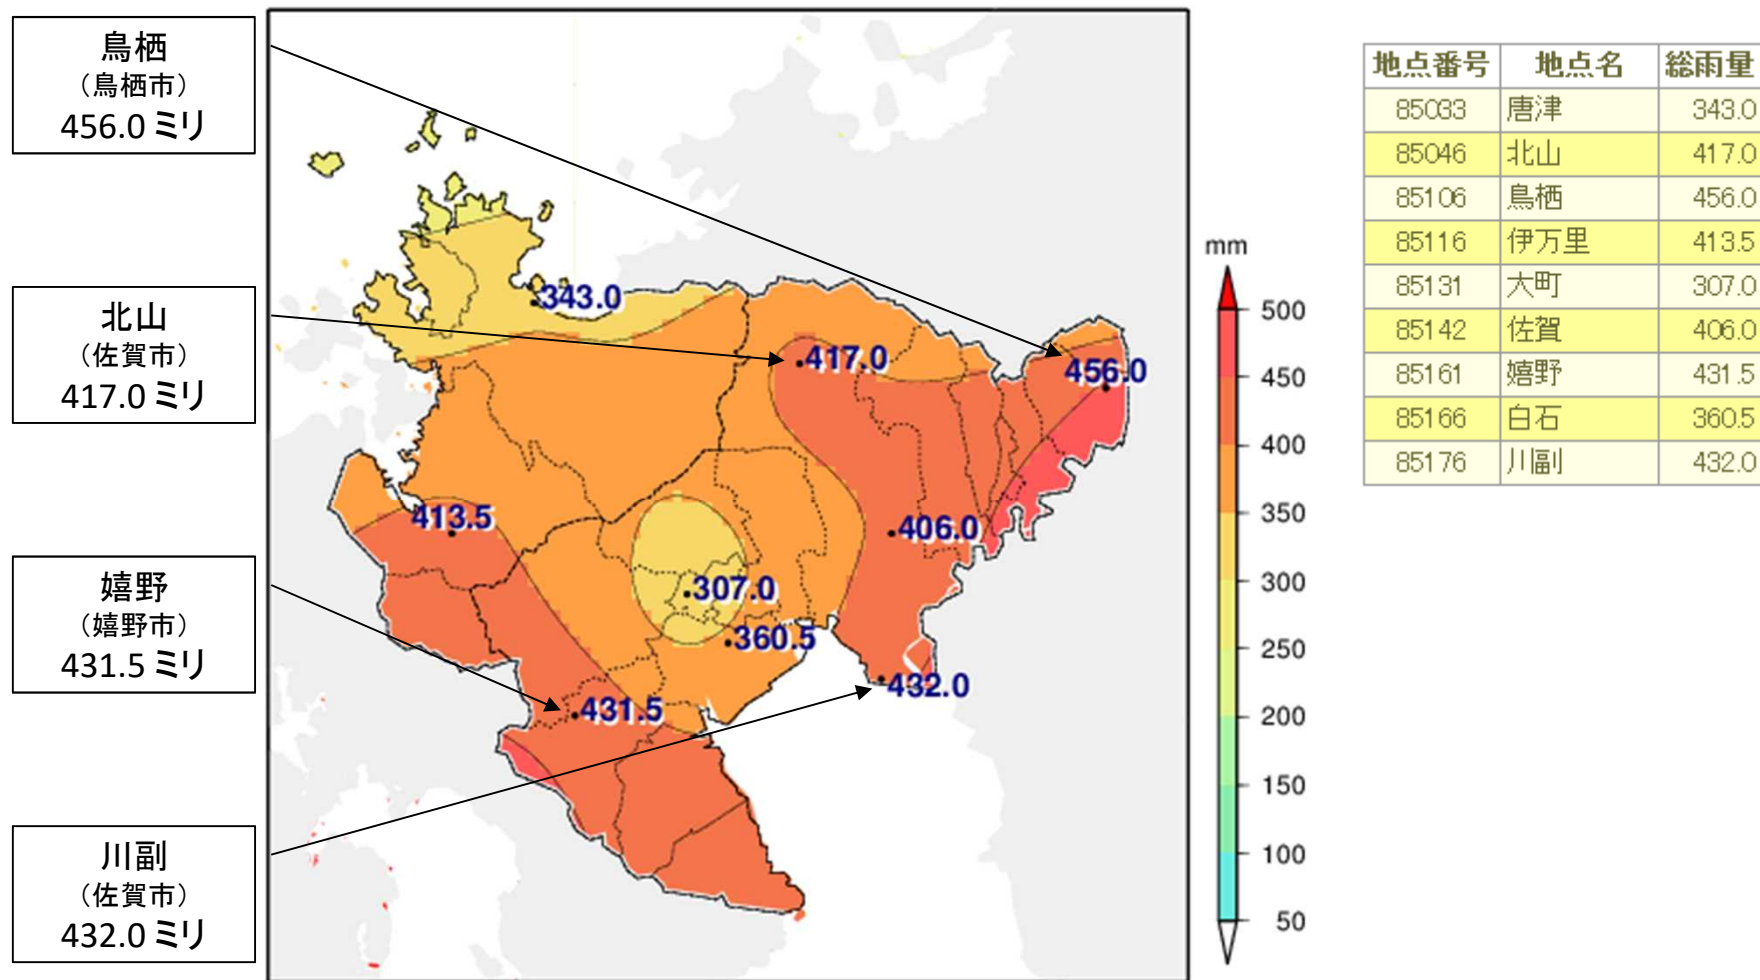 鳥栖
(鳥栖市)
456.0 ミリ
北山
(佐賀市)
417.0 ミリ
嬉野
(嬉野市)
431.5 ミリ
川副
(佐賀市)
432.0 ミリ
343.0
417.0
456.0
413.5
406.0
307.0
360.5
432.0
431.5
mm
500
450
400
350
300
250
200
150
100
50
地点番号 地点名 総雨量
85033 唐津 343.0
85046 北山 417.0
85106 鳥栖 456.0
85116 伊万里 413.5
85131 大町 307.0
85142 佐賀 406.0
85161 嬉野 431.5
85166 白石 360.5
85176 川副 432.0